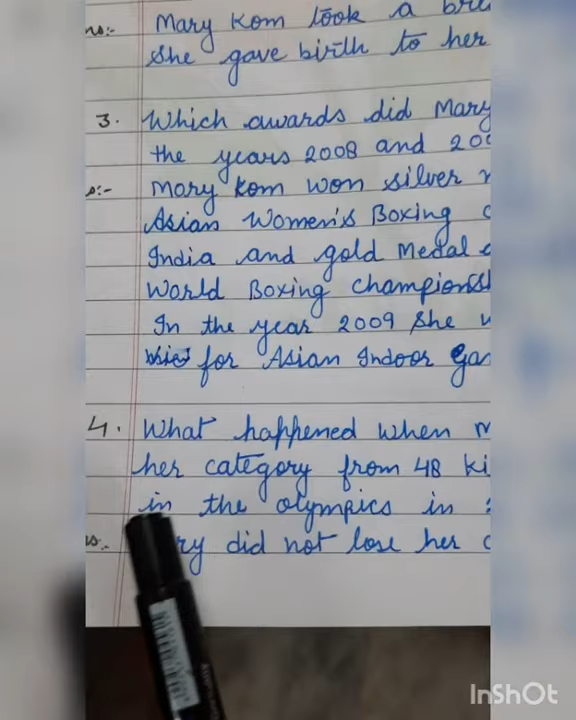 Mary Kom took a
She gave birth to her
3. Which awards did Mary
the years 2008 and
Mary Kom won silver
Asian Women's Boxing
India and gold Medal
World Boxing
In the year 2009 She
for Asian Indoor
4. What happened when
her category from 48
in the olympics in
did not lose her
InShOt